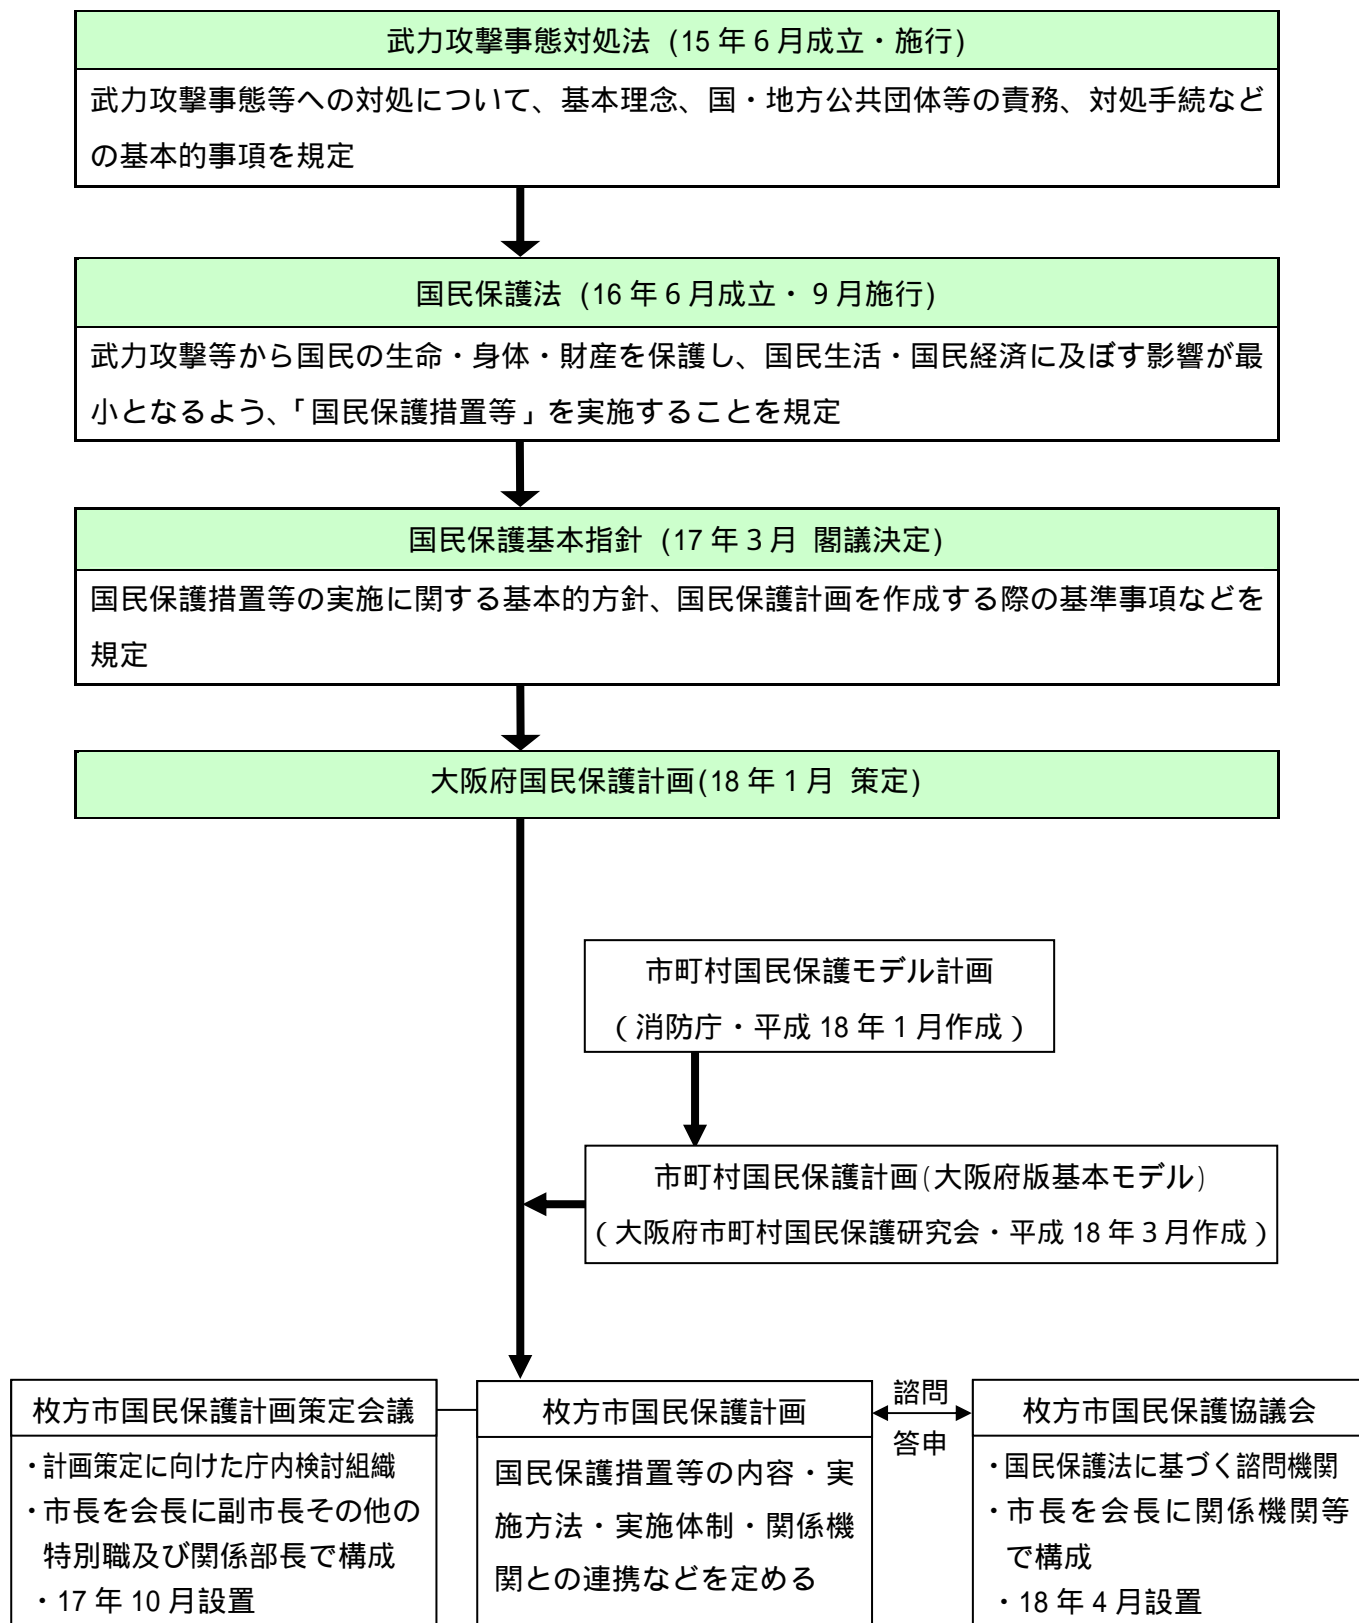 武力攻撃事態対処法 (15年6月成立・施行)
武力攻撃事態等への対処について、基本理念、国・地方公共団体等の責務、対処手続など
の基本的事項を規定
国民保護法 (16年6月成立・9月施行)
武力攻撃等から国民の生命・身体・財産を保護し、国民生活・国民経済に及ぼす影響が最
小となるよう、「国民保護措置等」を実施することを規定
国民保護基本指針 (17年3月 閣議決定)
国民保護措置等の実施に関する基本的方針、国民保護計画を作成する際の基準事項などを
規定
大阪府国民保護計画(18年1月 策定)
市町村国民保護モデル計画
(消防庁・平成18年1月作成)
市町村国民保護計画(大阪府版基本モデル)
(大阪府市町村国民保護研究会・平成18年3月作成)
枚方市国民保護計画策定会議
・計画策定に向けた庁内検討組織
・市長を会長に副市長その他の
特別職及び関係部長で構成
・17年10月設置
枚方市国民保護計画
国民保護措置等の内容・実
施方法・実施体制・関係機
関との連携などを定める
諮問
答申
枚方市国民保護協議会
・国民保護法に基づく諮問機関
・市長を会長に関係機関等
で構成
・18年4月設置